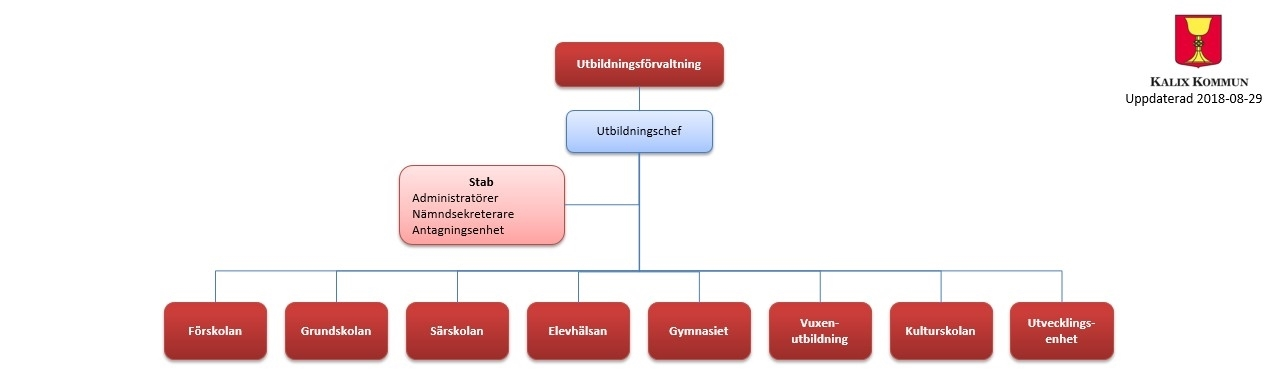 Utbildningsförvaltning
KALIX KOMMUN
Uppdaterad 2018-08-29
Utbildningschef
Stab
Administratörer
Nämndsekreterare
Antagningsenhet
Förskolan
Grundskolan
Särskolan
Elevhälsan
Gymnasiet
Vuxen-
utbildning
Kulturskolan
Utvecklings-
enhet